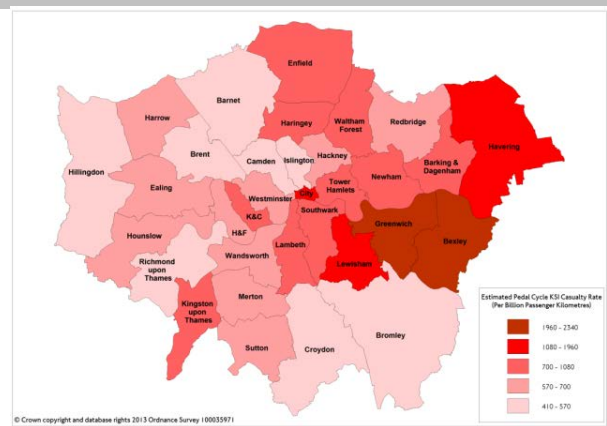 Enfield
Barnet
Harrow
Haringey
Waltham
Forest
Redbridge
Havering
Brent
Camden
Islington
Hackney
Barking &
Dagenham
Hillingdon
Ealing
Westminster
City
Tower
Hamlets
Newham
K&C
Southwark
Greenwich
Hounslow
H&F
Lambeth
Bexley
Richmond
upon
Thames
Wandsworth
Lewisham
Kingston
upon
Thames
Merton
Sutton
Croydon
Bromley
Estimated Pedal Cycle KSI Casualty Rate
(Per Billion Passenger Kilometres)
1960 - 2340
1080 - 1960
700 - 1080
570 - 700
410 - 570
© Crown copyright and database rights 2013 Ordnance Survey 100035971